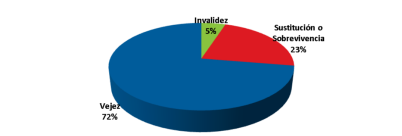 Invalidez
5%
Sustitución o
Sobrevivencia
23%
Vejez
72%